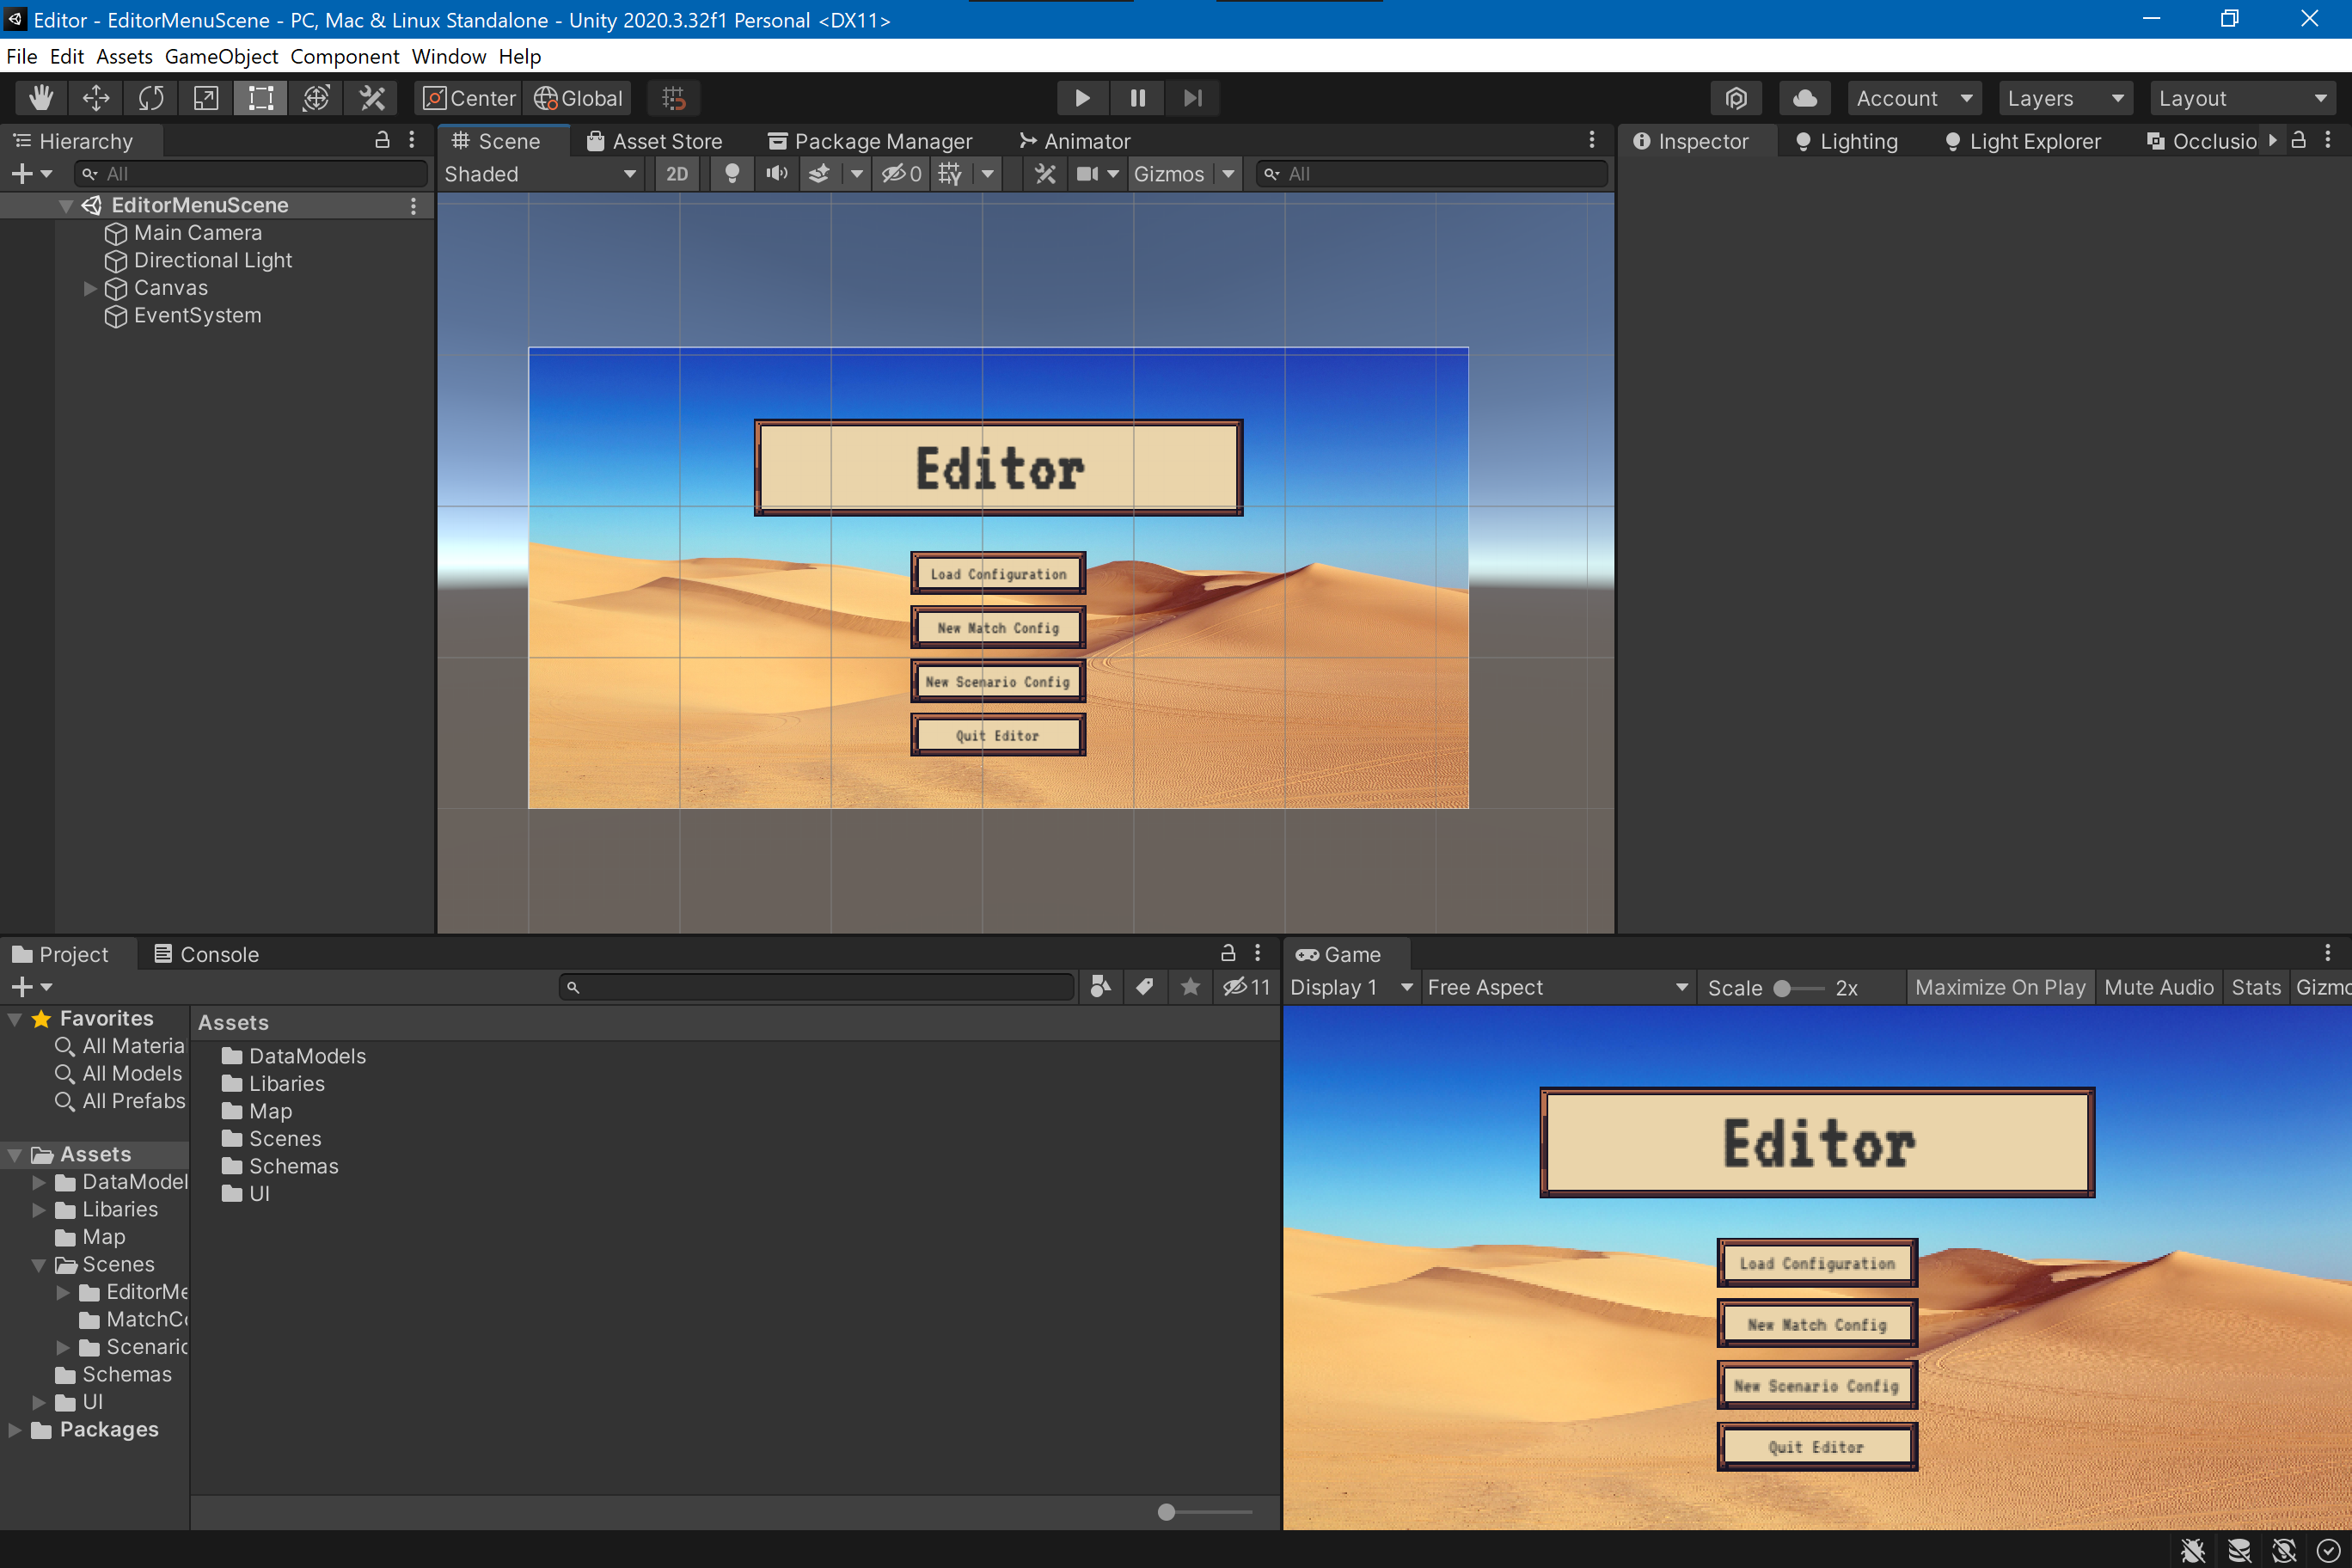 Editor - EditorMenuScene - PC, Mac & Linux Standalone - Unity 2020.3.32f1 Personal <DX11>
File Edit Assets GameObject Component Window Help
Center Global Account Layers Layout
Hierarchy
All
EditorMenuScene
Main Camera
Directional Light
Canvas
EventSystem
Scene Asset Store Package Manager Animator
Shaded 2D 0 Gizmos All
Editor
Load Configuration
New Match Config
New Scenario Config
Quit Editor
Inspector Lighting Light Explorer Occlusio
Project Console
11
Favorites
All Materia
All Models
All Prefabs
Assets
DataModel
Libaries
Map
Scenes
EditorMe
MatchCo
Scenario
Schemas
UI
Packages
Assets
DataModels
Libaries
Map
Scenes
Schemas
UI
Game
Display 1 Free Aspect Scale 2x Maximize On Play Mute Audio Stats Gizmo
Editor
Load Configuration
New Match Config
New Scenario Config
Quit Editor